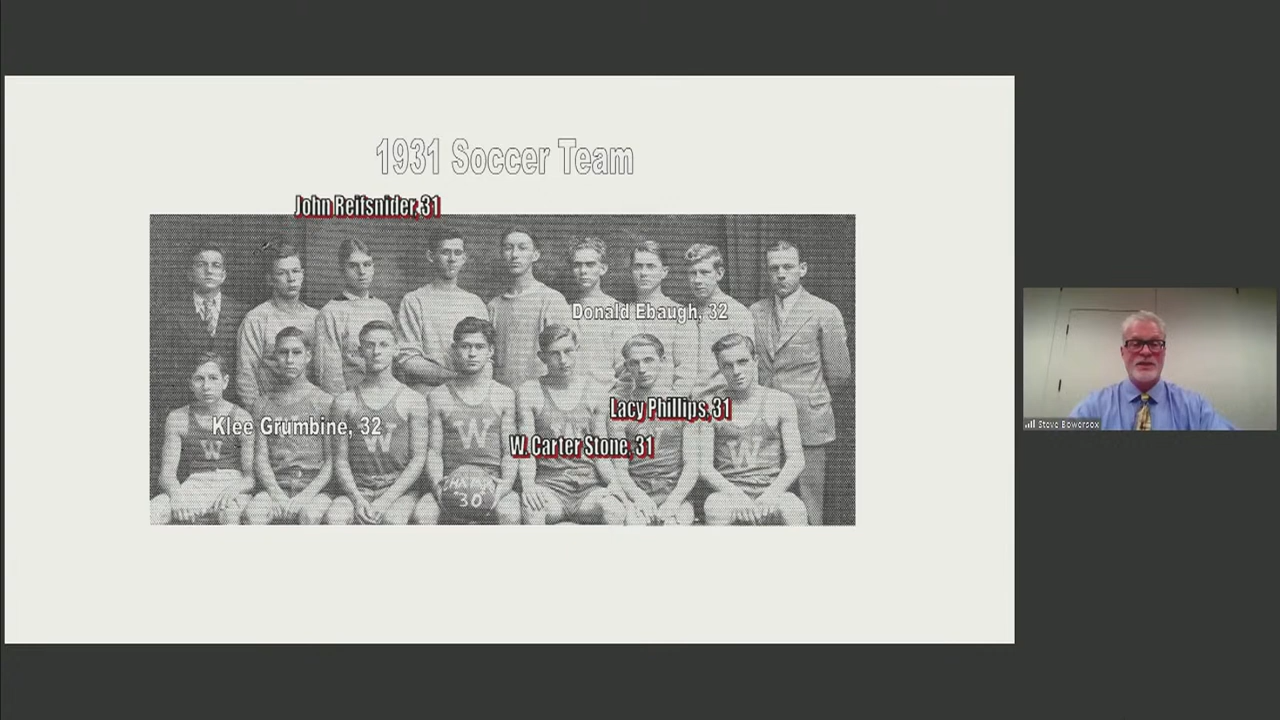 1931 Soccer Team
John Reifsnider, 31
Donald Ebaugh, 32
Lacy Phillips, 31
Klee Grumbine, 32
W. Carter Stone, 31
W
W
W
W
W
30
Steve Bowersox